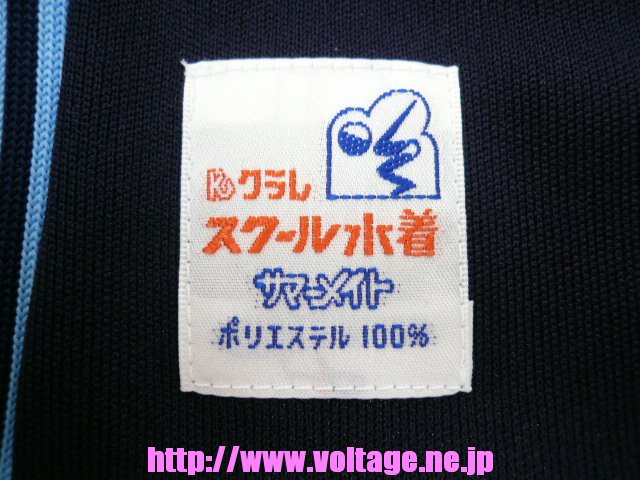 クラレ
スクール水着
サマーメイト
ポリエステル 100%
http://www.voltage.ne.jp